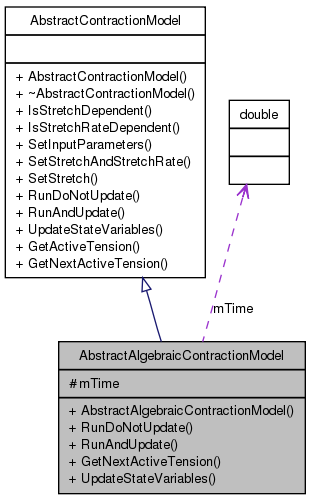 AbstractContractionModel
+ AbstractContractionModel()
+ ~AbstractContractionModel()
+ IsStretchDependent()
+ IsStretchRateDependent()
+ SetInputParameters()
+ SetStretchAndStretchRate()
+ SetStretch()
+ RunDoNotUpdate()
+ RunAndUpdate()
+ UpdateStateVariables()
+ GetActiveTension()
+ GetNextActiveTension()
double
mTime
AbstractAlgebraicContractionModel
# mTime
+ AbstractAlgebraicContractionModel()
+ RunDoNotUpdate()
+ RunAndUpdate()
+ GetNextActiveTension()
+ UpdateStateVariables()